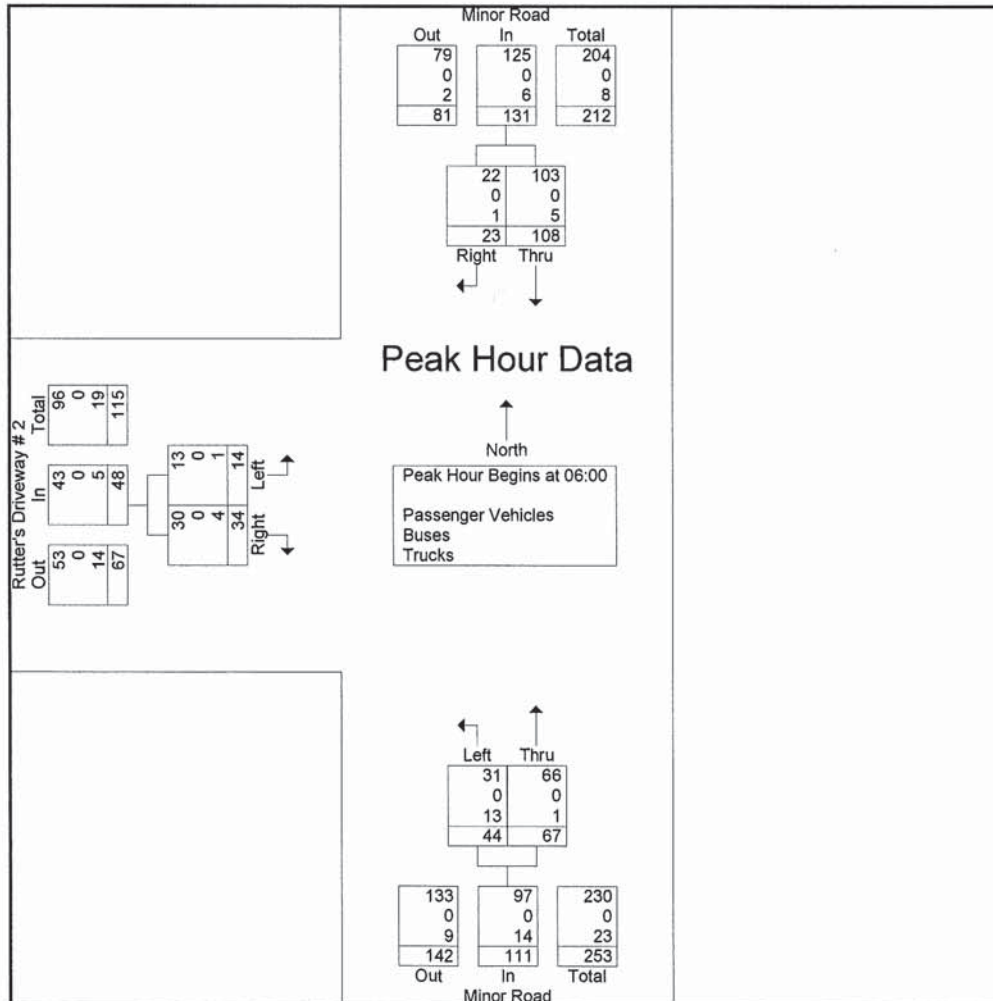 Minor Road
Out In Total
79 125 204
0 0 0
2 6 8
81 131 212
22 103
0 0
1 5
23 108
Right Thru
Peak Hour Data
Rutter's Driveway # 2
Total
96
0
19
115
In
43
0
5
48
Out
53
0
14
67
13
0
1
14
Left
30
0
4
34
Right
North
Peak Hour Begins at 06:00
Passenger Vehicles
Buses
Trucks
Left Thru
31 66
0 0
13 1
44 67
133 97 230
0 0 0
9 14 23
142 111 253
Out In Total
Minor Road